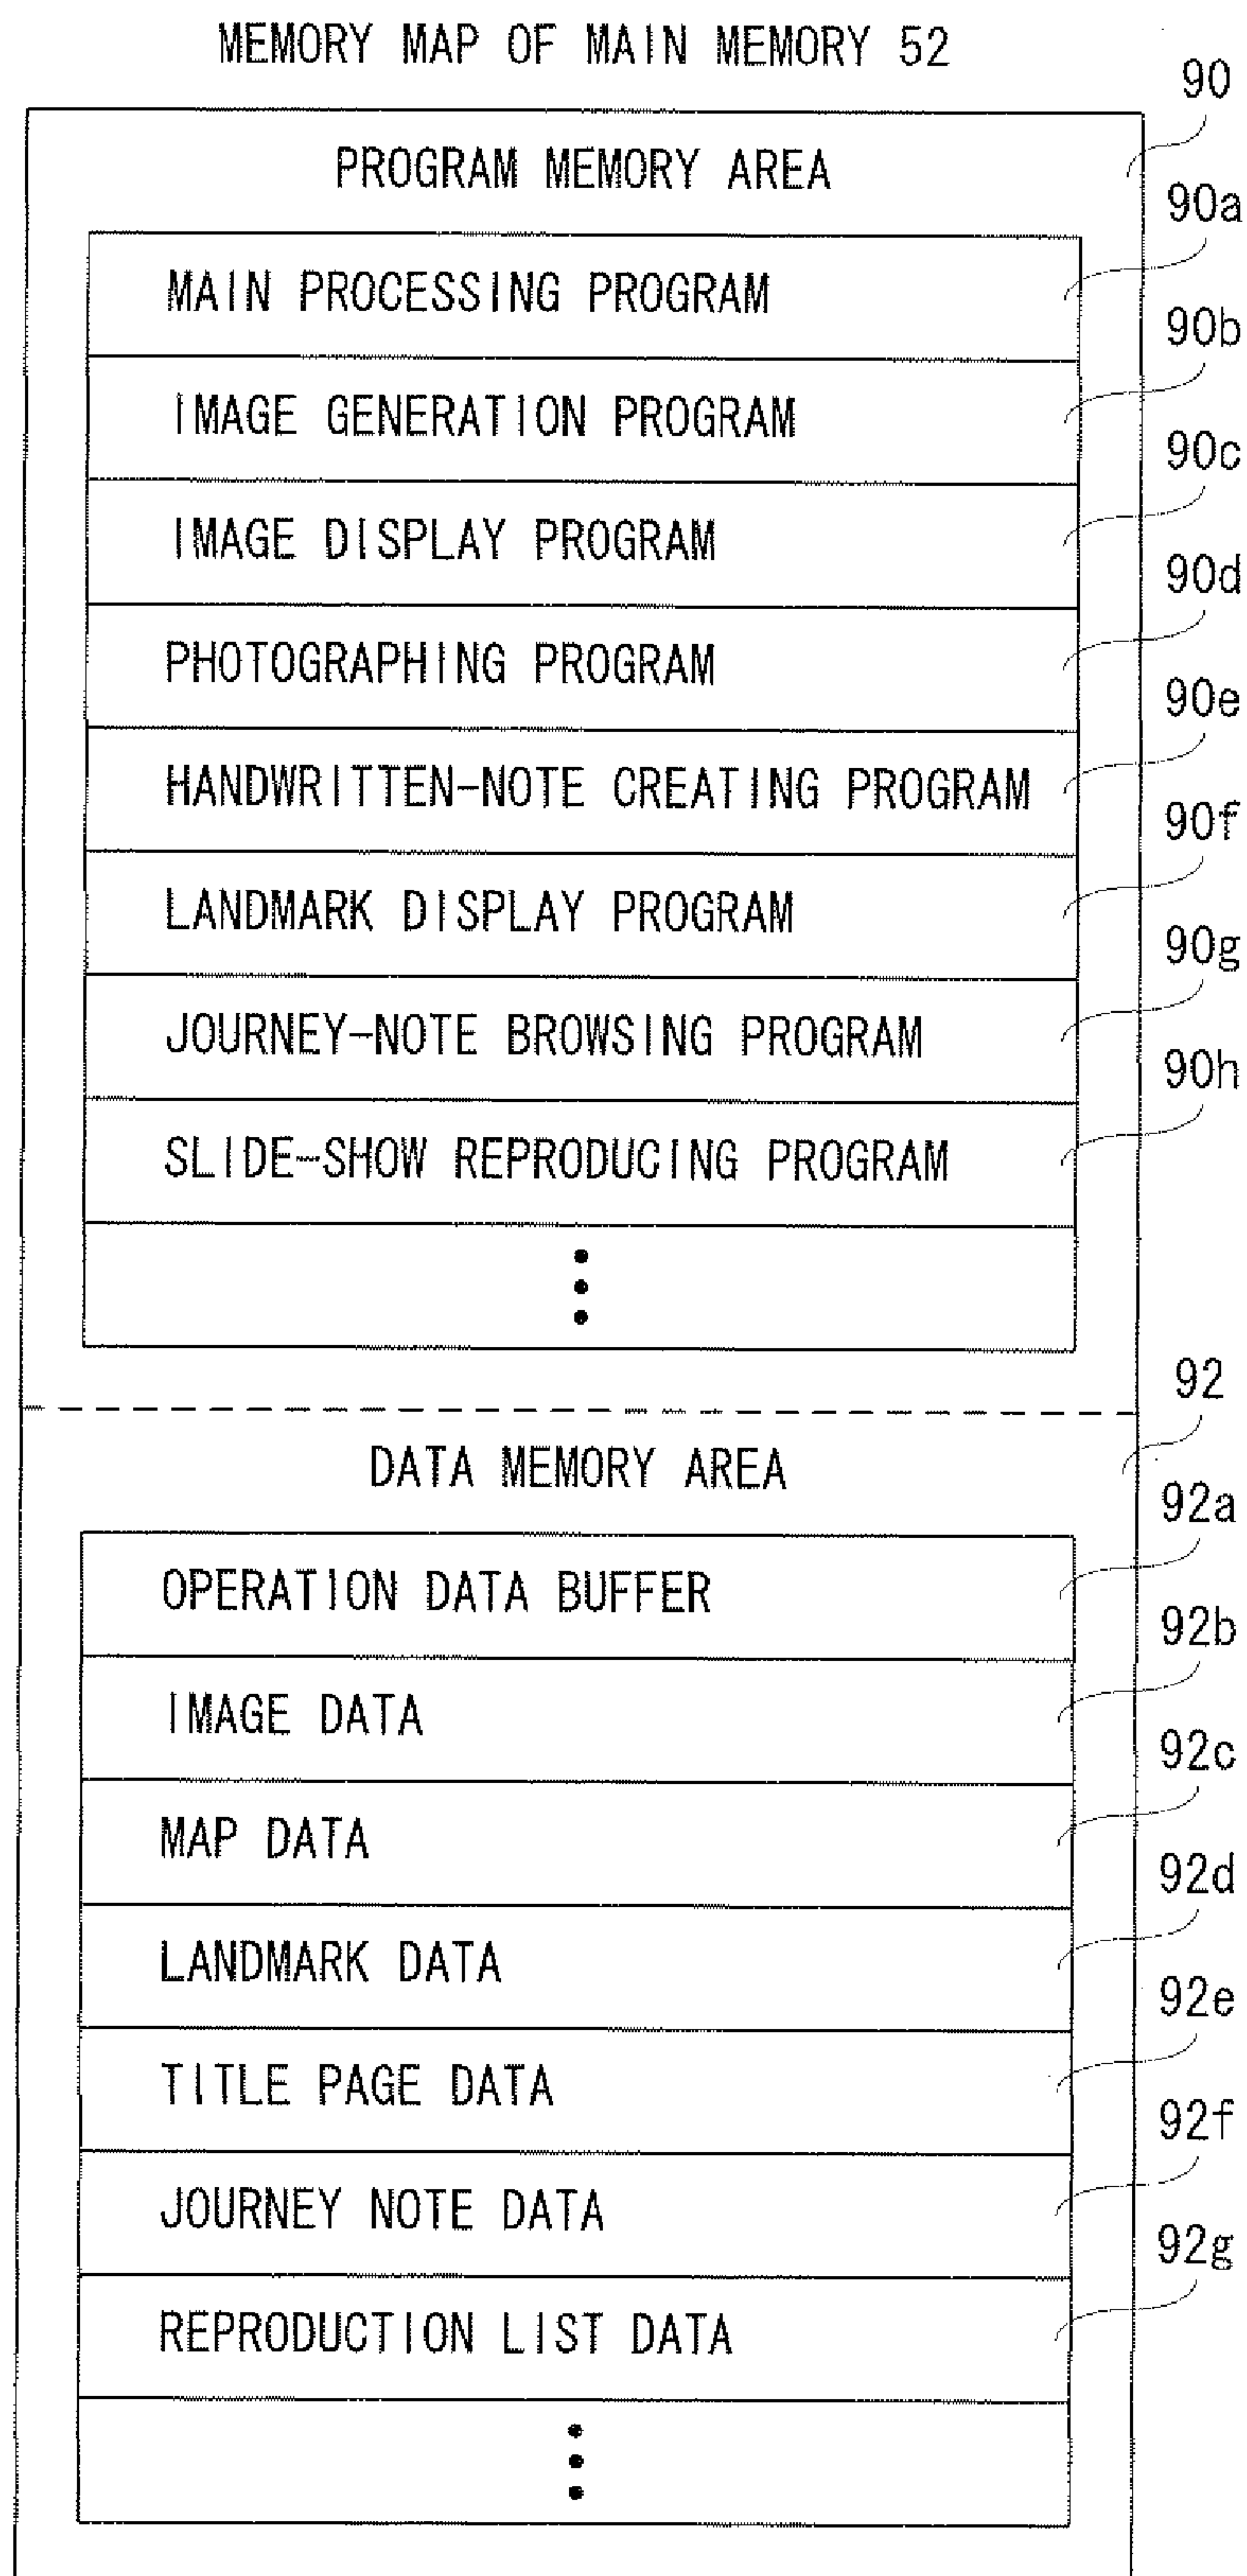 MEMORY MAP OF MAIN MEMORY 52
90
PROGRAM MEMORY AREA
90a
MAIN PROCESSING PROGRAM
90b
IMAGE GENERATION PROGRAM
90c
IMAGE DISPLAY PROGRAM
90d
PHOTOGRAPHING PROGRAM
90e
HANDWRITTEN-NOTE CREATING PROGRAM
90f
LANDMARK DISPLAY PROGRAM
90g
JOURNEY-NOTE BROWSING PROGRAM
90h
SLIDE-SHOW REPRODUCING PROGRAM
92
DATA MEMORY AREA
92a
OPERATION DATA BUFFER
92b
IMAGE DATA
92c
MAP DATA
92d
LANDMARK DATA
92e
TITLE PAGE DATA
92f
JOURNEY NOTE DATA
92g
REPRODUCTION LIST DATA